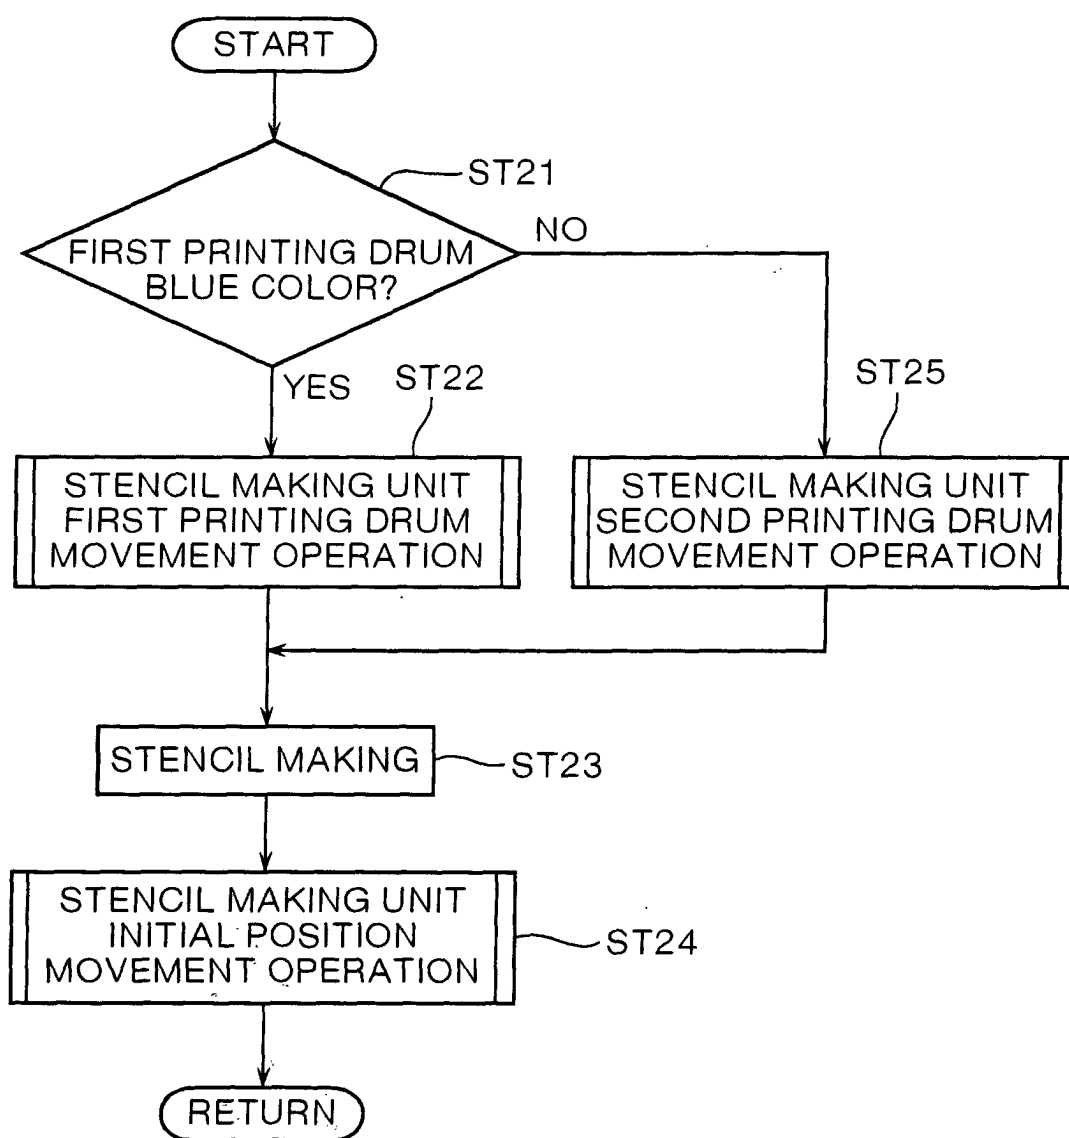 START
ST21
NO
FIRST PRINTING DRUM
BLUE COLOR?
YES
ST22
ST25
STENCIL MAKING UNIT
FIRST PRINTING DRUM
MOVEMENT OPERATION
STENCIL MAKING UNIT
SECOND PRINTING DRUM
MOVEMENT OPERATION
STENCIL MAKING
ST23
STENCIL MAKING UNIT
INITIAL POSITION
MOVEMENT OPERATION
ST24
RETURN